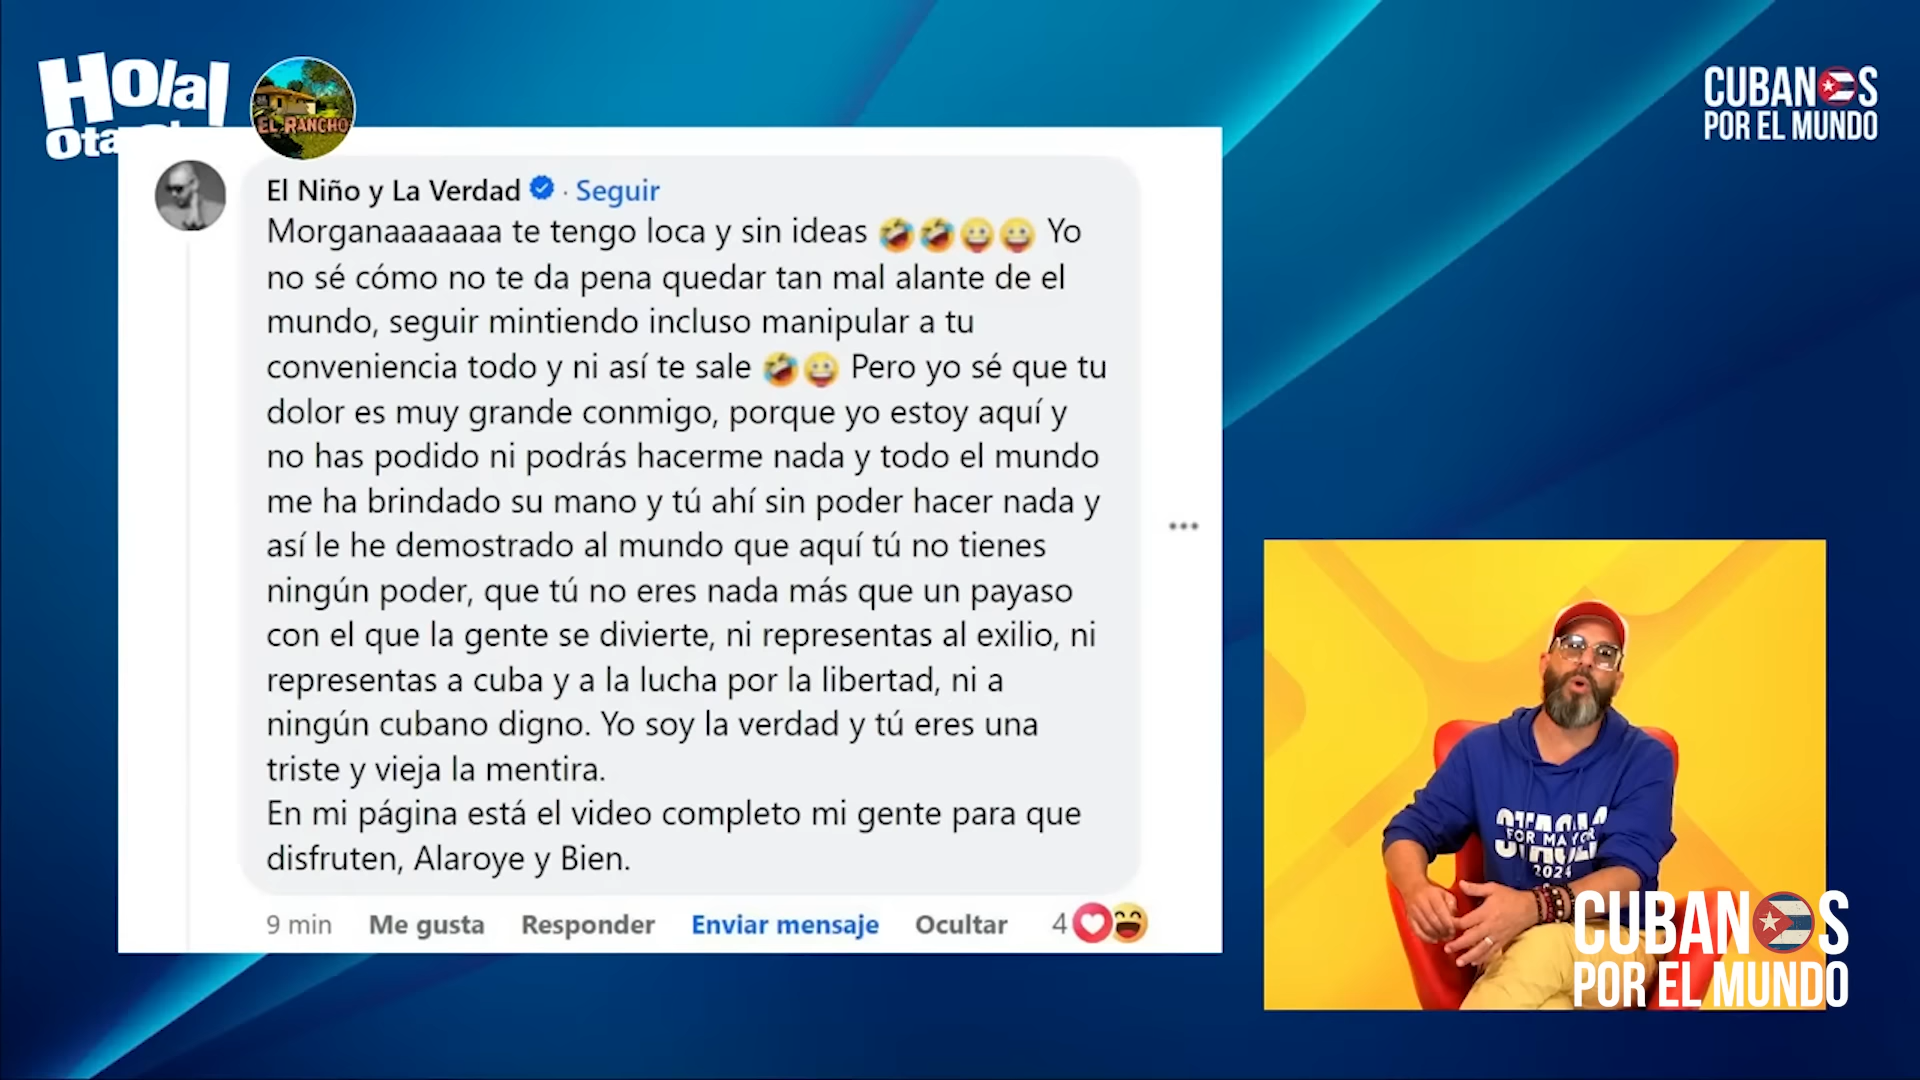 Hola!
Ota
EL RANCHO
CUBANOS
POR EL MUNDO
El Niño y La Verdad · Seguir
Morganaaaaaaa te tengo loca y sin ideas 🤣🤣😀😀 Yo
no sé cómo no te da pena quedar tan mal alante de el
mundo, seguir mintiendo incluso manipular a tu
conveniencia todo y ni así te sale 🤣😀 Pero yo sé que tu
dolor es muy grande conmigo, porque yo estoy aquí y
no has podido ni podrás hacerme nada y todo el mundo
me ha brindado su mano y tú ahí sin poder hacer nada y
así le he demostrado al mundo que aquí tú no tienes
ningún poder, que tú no eres nada más que un payaso
con el que la gente se divierte, ni representas al exilio, ni
representas a cuba y a la lucha por la libertad, ni a
ningún cubano digno. Yo soy la verdad y tú eres una
triste y vieja la mentira.
En mi página está el video completo mi gente para que
disfruten, Alaroye y Bien.
9 min Me gusta Responder Enviar mensaje Ocultar 4
OTAOLA
FOR MAYOR
2024
CUBANOS
POR EL MUNDO